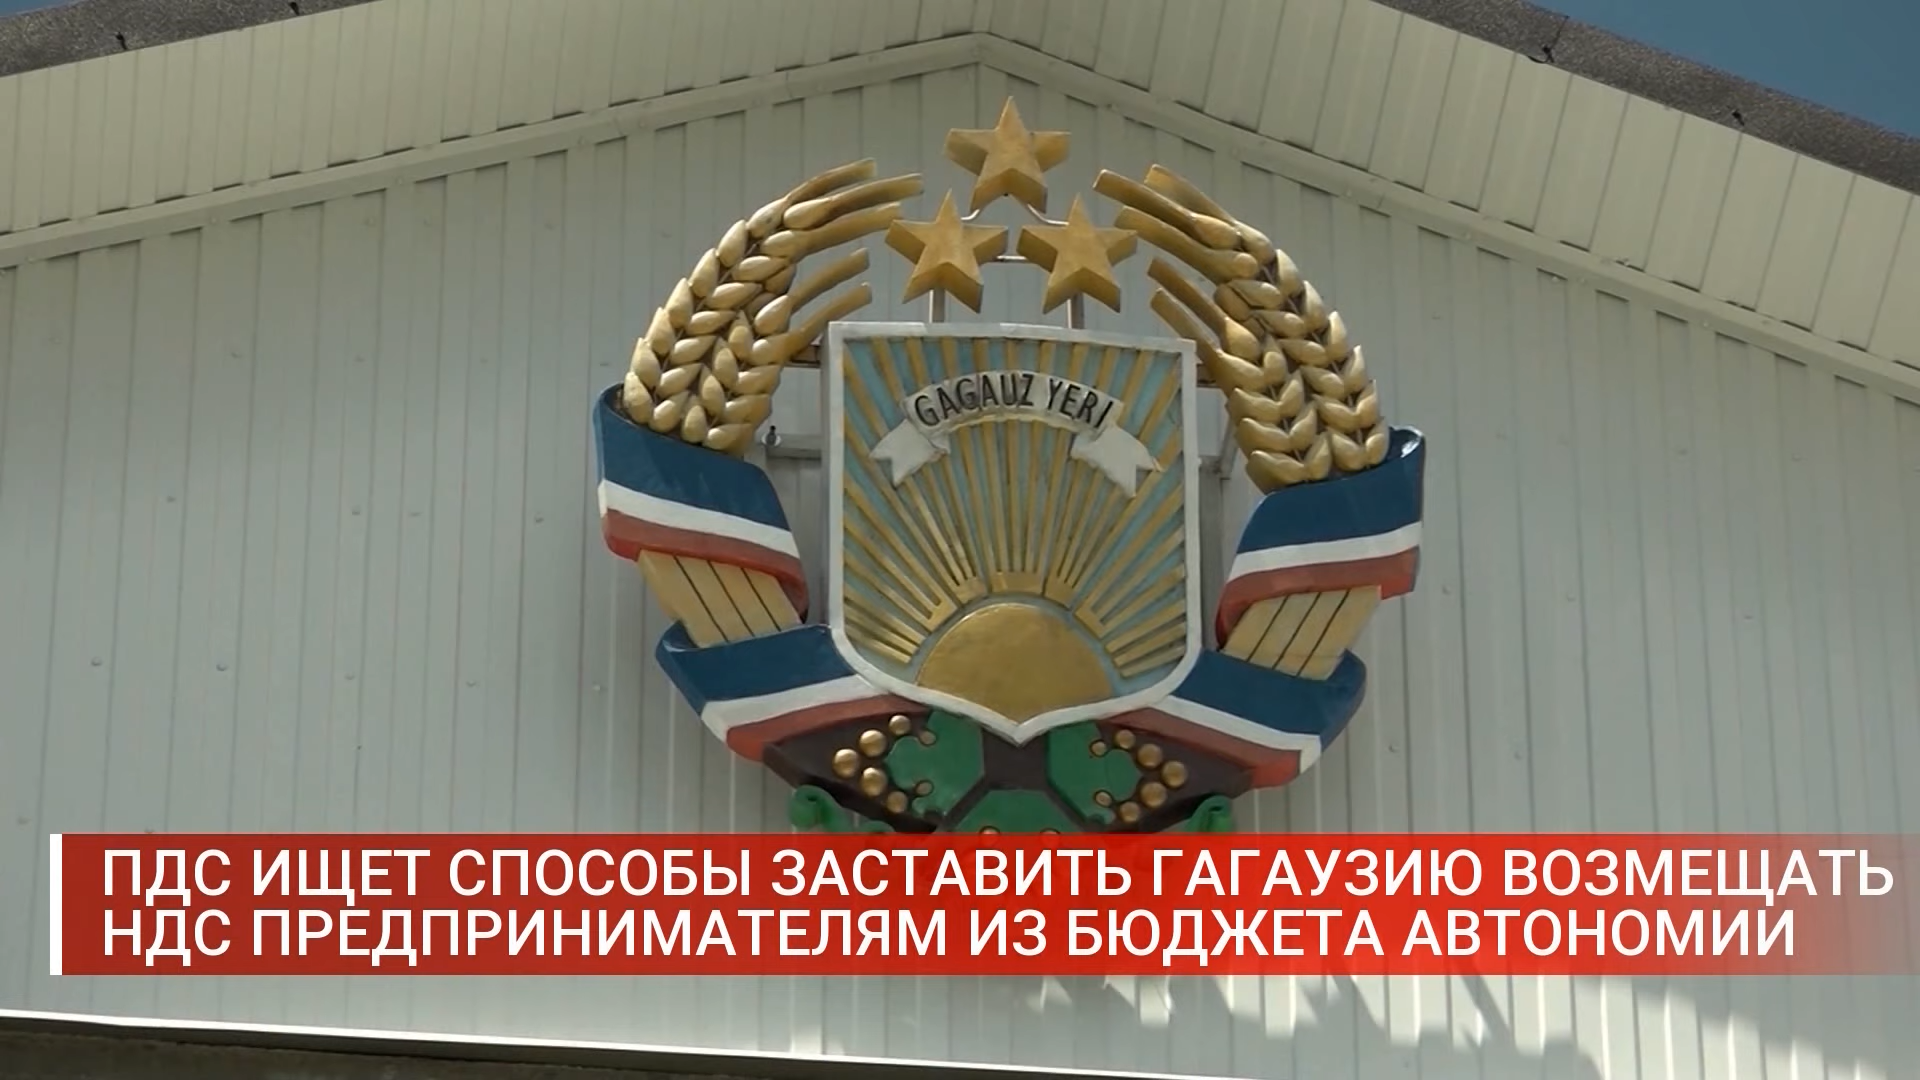 GAGAUZ YERI
ПДС ИЩЕТ СПОСОБЫ ЗАСТАВИТЬ ГАГАУЗИЮ ВОЗМЕЩАТЬ
НДС ПРЕДПРИНИМАТЕЛЯМ ИЗ БЮДЖЕТА АВТОНОМИИ